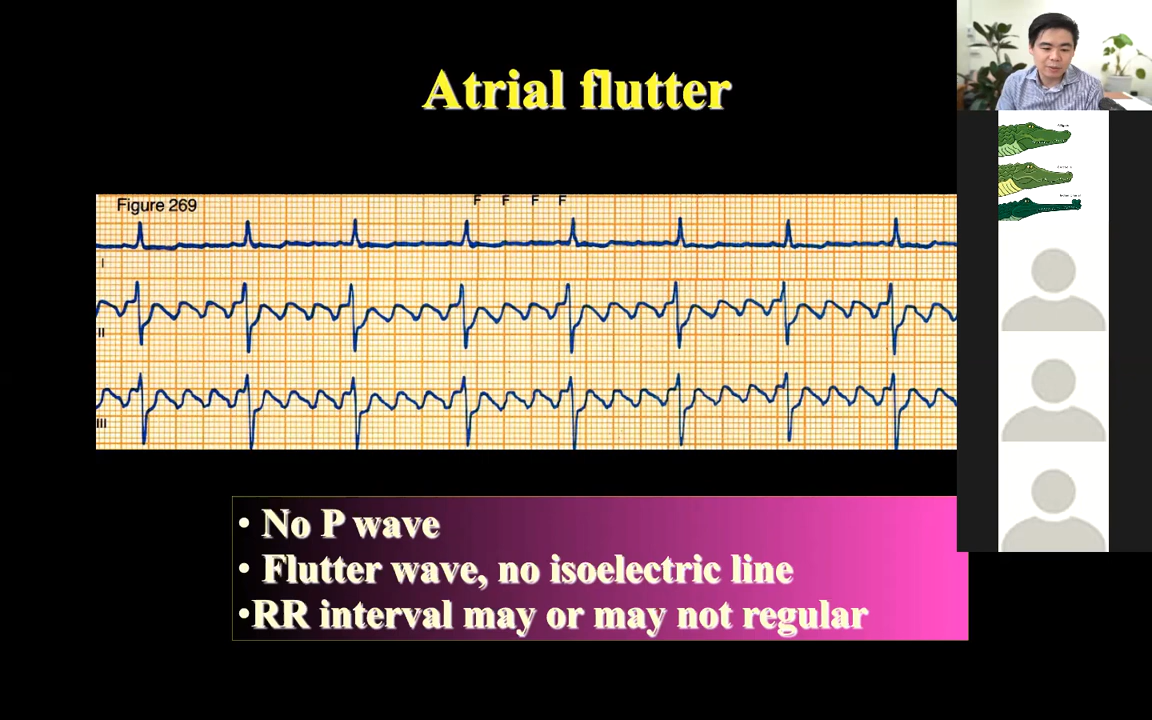 Atrial flutter
Figure 269
F F F F
I
II
III
• No P wave
• Flutter wave, no isoelectric line
•RR interval may or may not regular